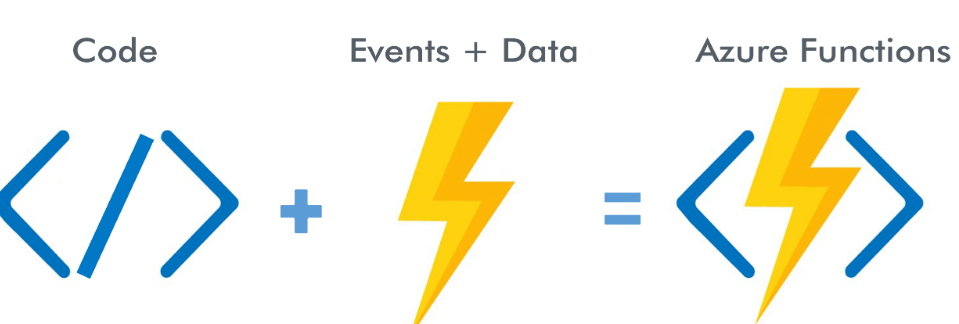 Code
Events + Data
Azure Functions